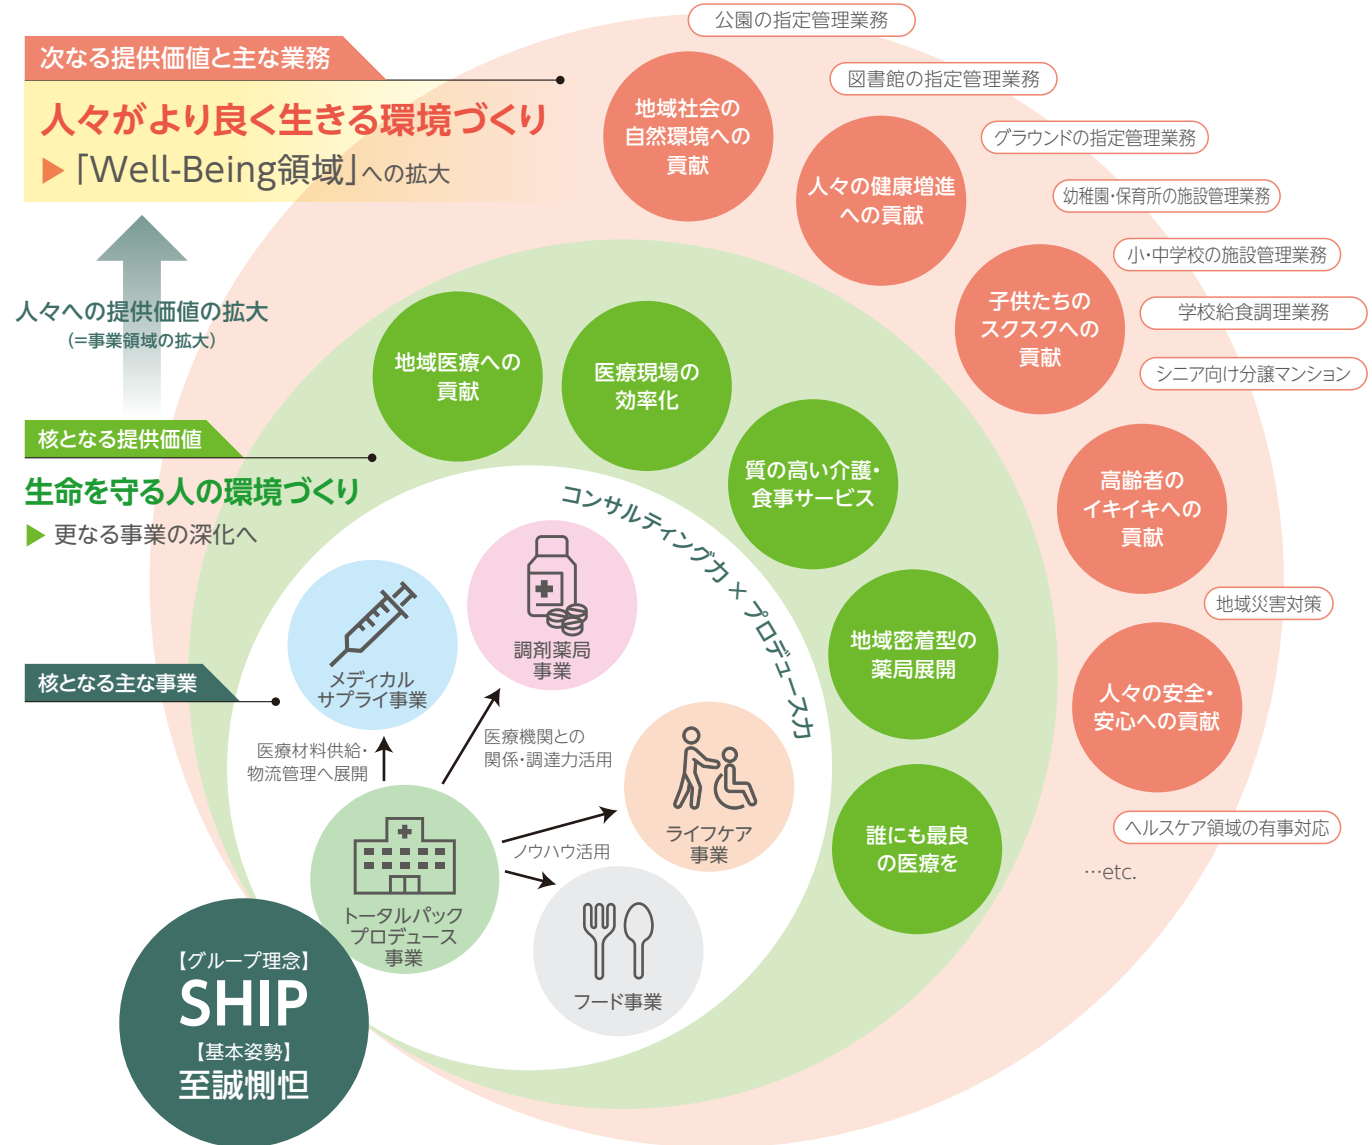 次なる提供価値と主な業務
人々がより良く生きる環境づくり
▶「Well-Being領域」への拡大
人々への提供価値の拡大
(=事業領域の拡大)
核となる提供価値
生命を守る人の環境づくり
▶ 更なる事業の深化へ
核となる主な事業
公園の指定管理業務
図書館の指定管理業務
グラウンドの指定管理業務
幼稚園・保育所の施設管理業務
小・中学校の施設管理業務
学校給食調理業務
シニア向け分譲マンション
地域災害対策
ヘルスケア領域の有事対応
…etc.
地域社会の
自然環境への
貢献
人々の健康増進
への貢献
子供たちの
スクスクへの
貢献
高齢者の
イキイキへの
貢献
人々の安全・
安心への貢献
地域医療への
貢献
医療現場の
効率化
質の高い介護・
食事サービス
地域密着型の
薬局展開
誰にも最良
の医療を
コンサルティング力 × プロデュース力
メディカル
サプライ事業
調剤薬局
事業
医療材料供給・
物流管理へ展開
医療機関との
関係・調達力活用
ライフケア
事業
ノウハウ活用
トータルパック
プロデュース
事業
フード事業
【グループ理念】
SHIP
【基本姿勢】
至誠惻怛